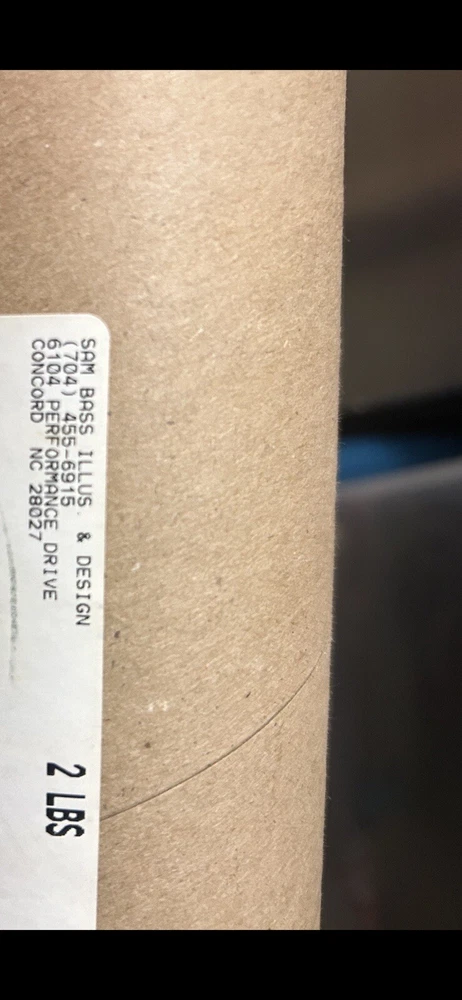 SAM BASS ILLUS. & DESIGN
(704) 455-6915
6104 PERFORMANCE DRIVE
CONCORD NC 28027
2 LBS